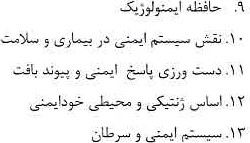 ۹. حافظه ایمنولوژیک
۱۰. نقش سیستم ایمنی در بیماری و سلامت
۱۱. دست ورزی پاسخ ایمنی و پیوند بافت
۱۲. اساس ژنتیکی و محیطی خودایمنی
۱۳. سیستم ایمنی و سرطان